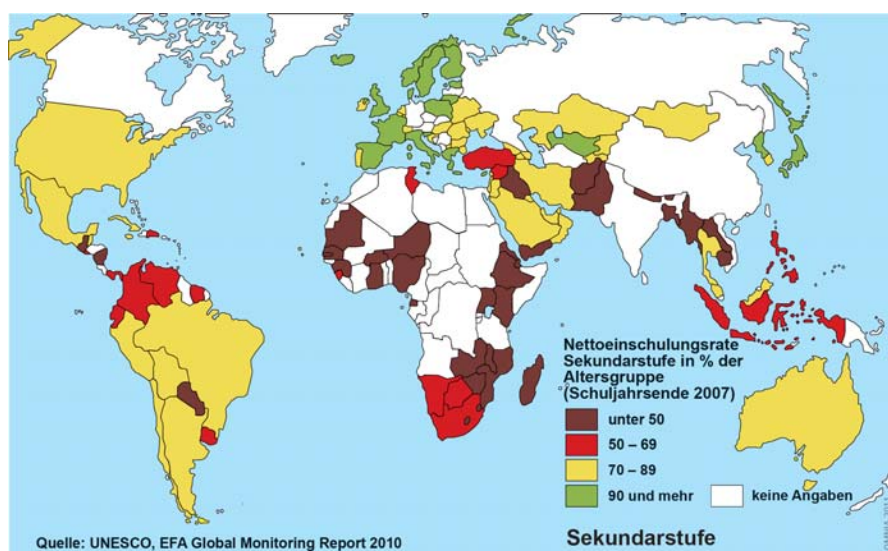 Nettoeinschulungsrate
Sekundarstufe in % der
Altersgruppe
(Schuljahrsende 2007)
unter 50
50 – 69
70 – 89
90 und mehr
keine Angaben
Quelle: UNESCO, EFA Global Monitoring Report 2010
Sekundarstufe